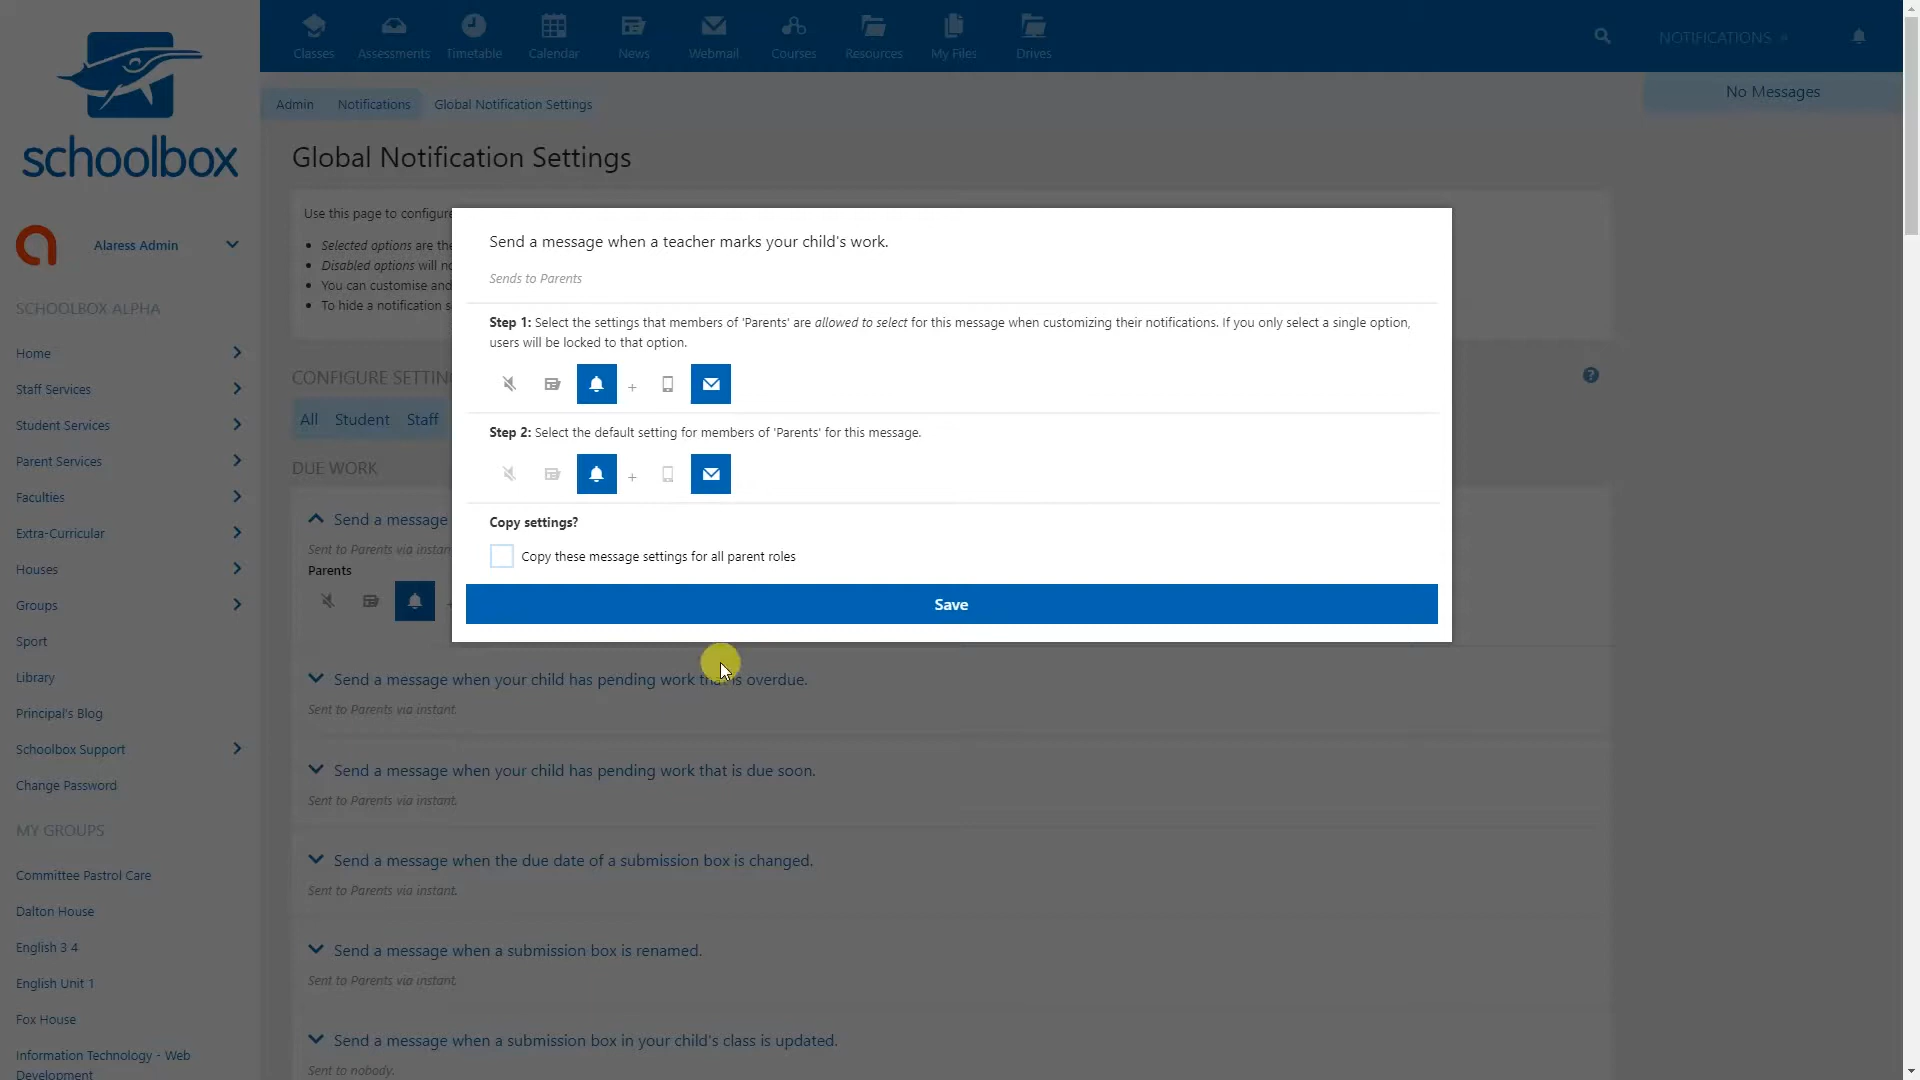 schoolbox
Alaress Admin
SCHOOLBOX ALPHA
Home
Staff Services
Student Services
Parent Services
Faculties
Extra-Curricular
Houses
Groups
Sport
Library
Principal's Blog
Schoolbox Support
Change Password
MY GROUPS
Committee Pastrol Care
Dalton House
English 3 4
English Unit 1
Fox House
Information Technology - Web
Development
Classes
Assessments
Timetable
Calendar
News
Webmail
Courses
Resources
My Files
Drives
NOTIFICATIONS
No Messages
Admin
Notifications
Global Notification Settings
Global Notification Settings
Use this page to configure
Selected options are the
Disabled options will
You can customise and
To hide a notification
CONFIGURE
All
Student
Staff
DUE WORK
Send a message
Sent to Parents via
Parents
Send a message when a teacher marks your child's work.
Sends to Parents
Step 1: Select the settings that members of 'Parents' are allowed to select for this message when customizing their notifications. If you only select a single option,
users will be locked to that option.
+
Step 2: Select the default setting for members of 'Parents' for this message.
+
Copy settings?
Copy these message settings for all parent roles
Save
Send a message when your child has pending work that is overdue.
Sent to Parents via instant.
Send a message when your child has pending work that is due soon.
Sent to Parents via instant.
Send a message when the due date of a submission box is changed.
Sent to Parents via instant.
Send a message when a submission box is renamed.
Sent to Parents via instant.
Send a message when a submission box in your child's class is updated.
Sent to nobody.